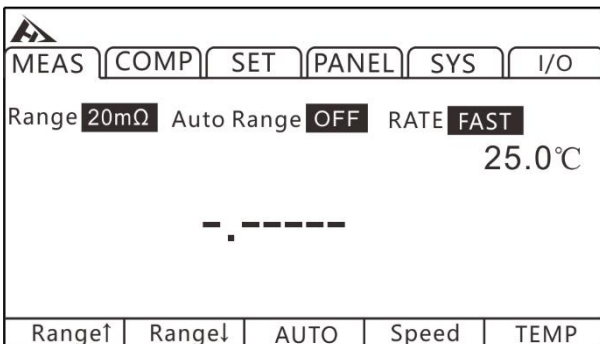 MEAS COMP SET PANEL SYS I/O
Range 20mΩ Auto Range OFF RATE FAST
25.0℃
-.-----
Range↑ Range↓ AUTO Speed TEMP